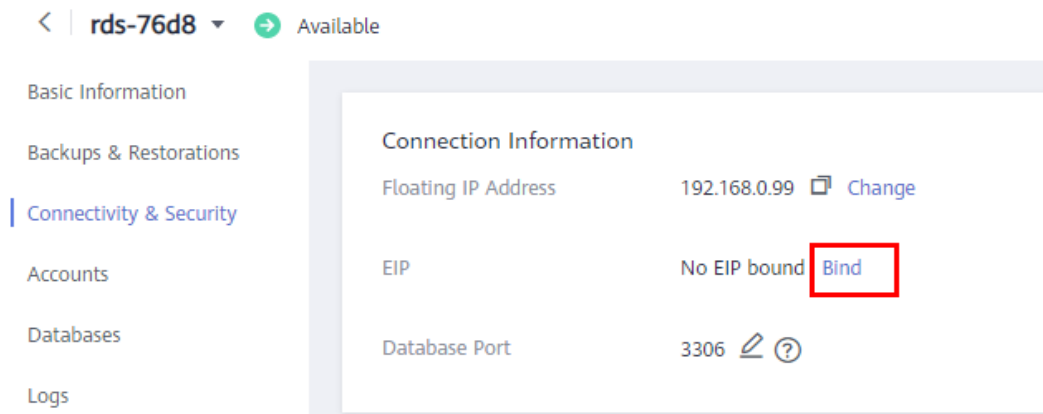 rds-76d8 Available
Basic Information
Backups & Restorations
Connectivity & Security
Accounts
Databases
Logs
Connection Information
Floating IP Address 192.168.0.99 Change
EIP No EIP bound Bind
Database Port 3306